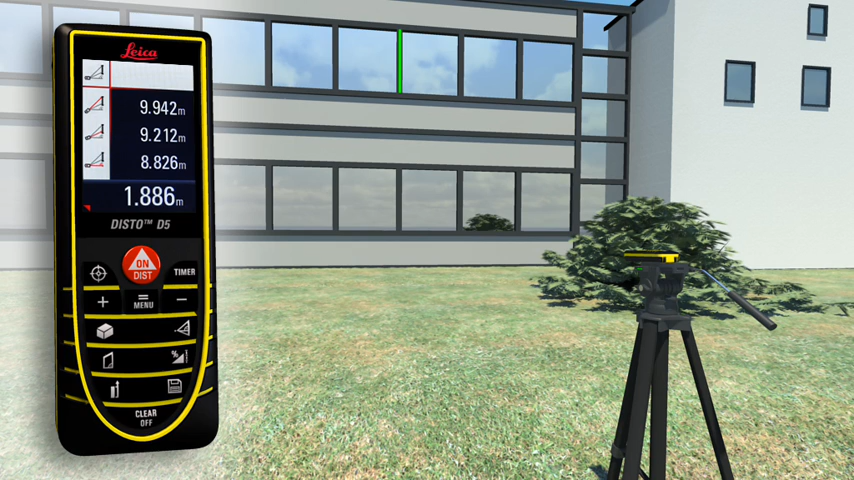 Leica
9.942m
9.212m
8.826m
1.886m
DISTO™ D5
ON
DIST
TIMER
+
=
−
MENU
%
CLEAR
OFF